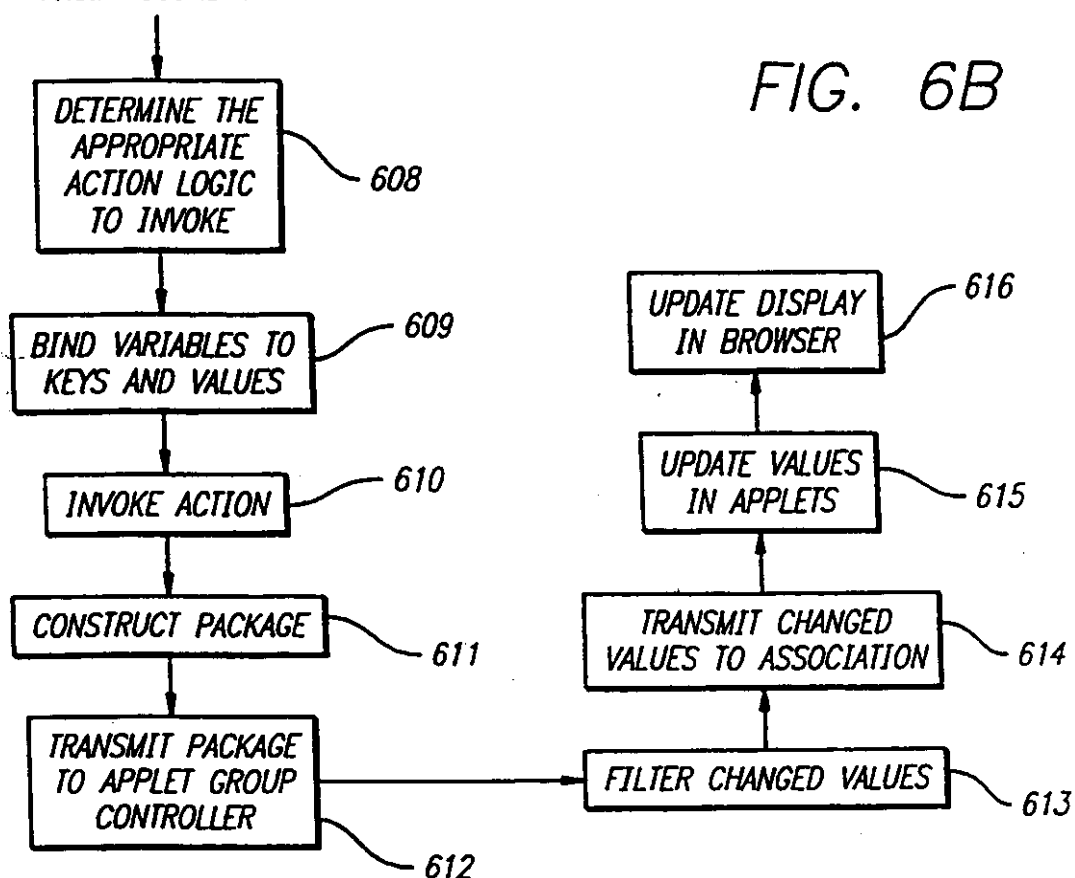 FIG. 6B
DETERMINE THE
APPROPRIATE
ACTION LOGIC
TO INVOKE
608
BIND VARIABLES TO
KEYS AND VALUES
609
INVOKE ACTION
610
CONSTRUCT PACKAGE
611
TRANSMIT PACKAGE
TO APPLET GROUP
CONTROLLER
612
FILTER CHANGED VALUES
613
TRANSMIT CHANGED
VALUES TO ASSOCIATION
614
UPDATE VALUES
IN APPLETS
615
UPDATE DISPLAY
IN BROWSER
616